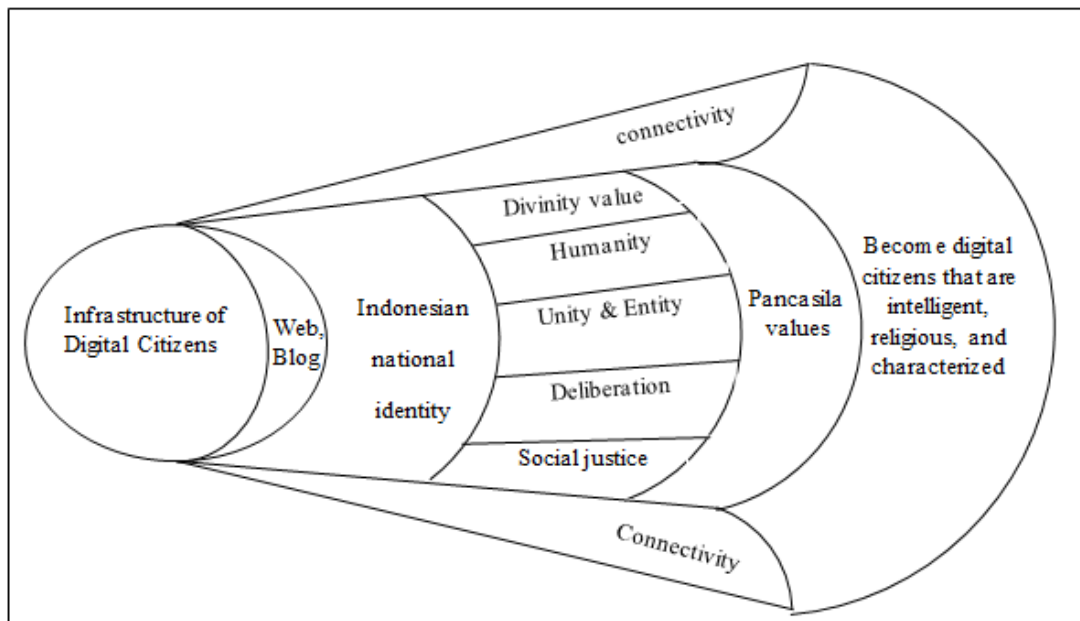 Infrastructure of
Digital Citizens
Web,
Blog
Indonesian
national
identity
connectivity
Divinity value
Humanity
Unity & Entity
Deliberation
Social justice
Connectivity
Pancasila
values
Become digital
citizens that are
intelligent,
religious, and
characterized